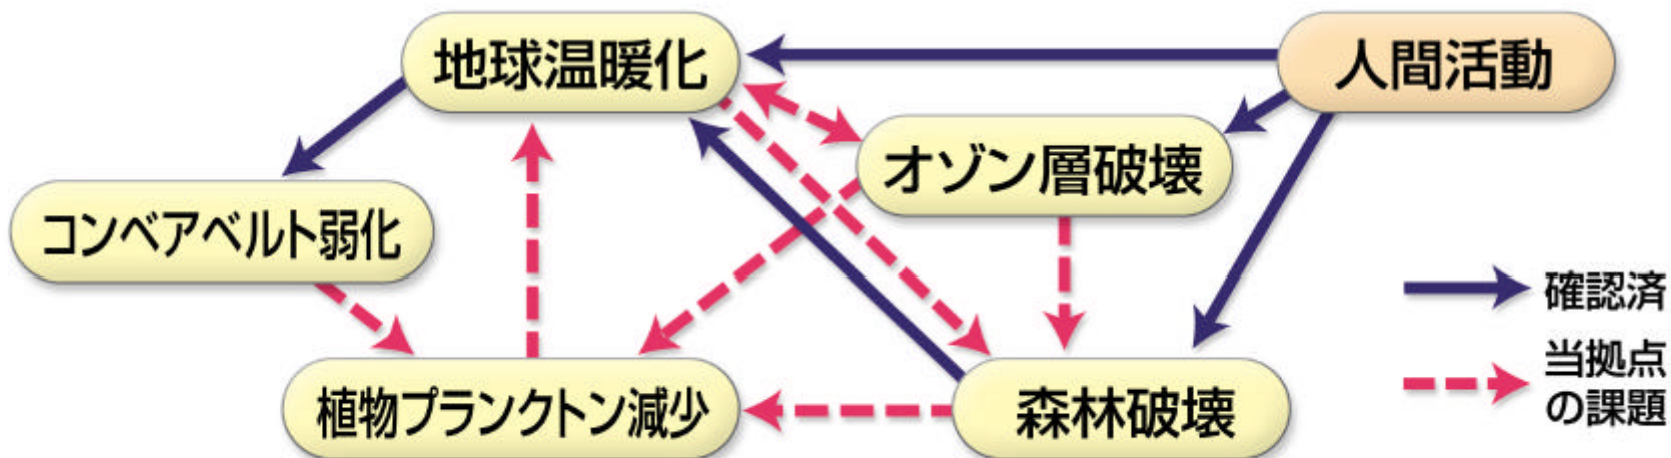 地球温暖化
人間活動
オゾン層破壊
コンベアベルト弱化
確認済
植物プランクトン減少
森林破壊
当拠点
の課題